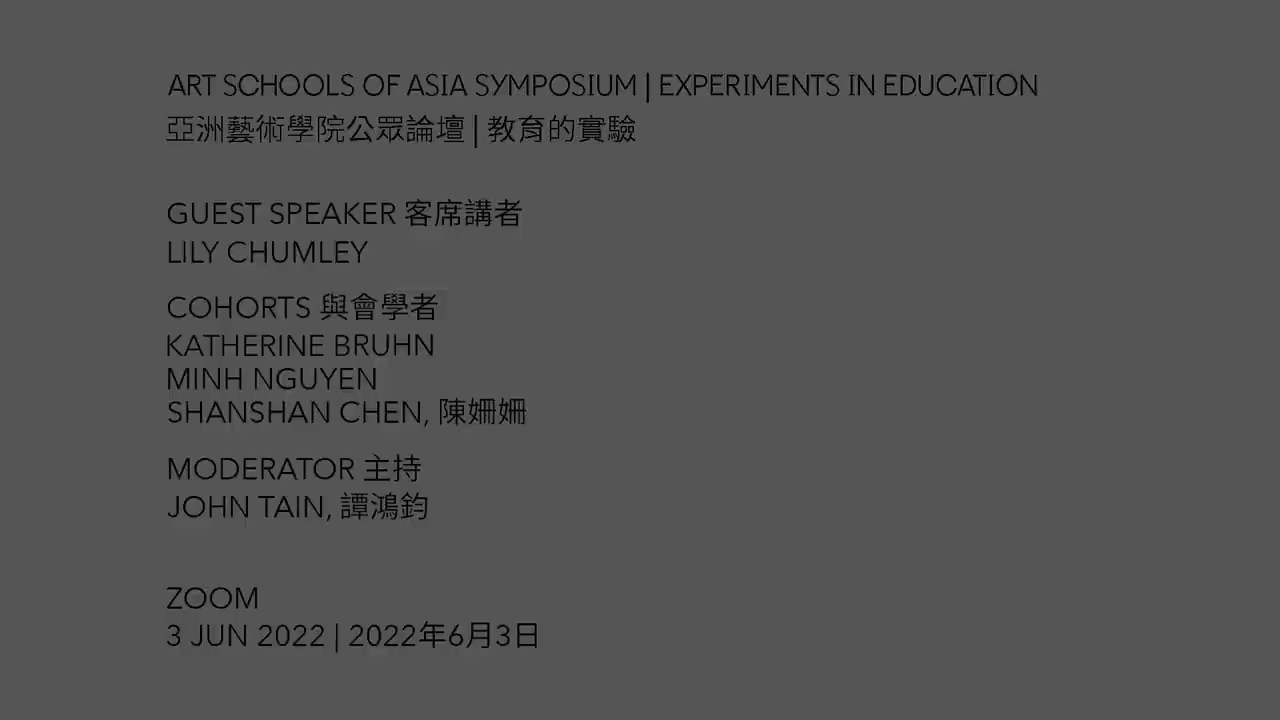 ART SCHOOLS OF ASIA SYMPOSIUM | EXPERIMENTS IN EDUCATION
亞洲藝術學院公眾論壇 | 教育的實驗
GUEST SPEAKER 客席講者
LILY CHUMLEY
COHORTS 與會學者
KATHERINE BRUHN
MINH NGUYEN
SHANSHAN CHEN, 陳姍姍
MODERATOR 主持
JOHN TAIN, 譚鴻鈞
ZOOM
3 JUN 2022 | 2022年6月3日